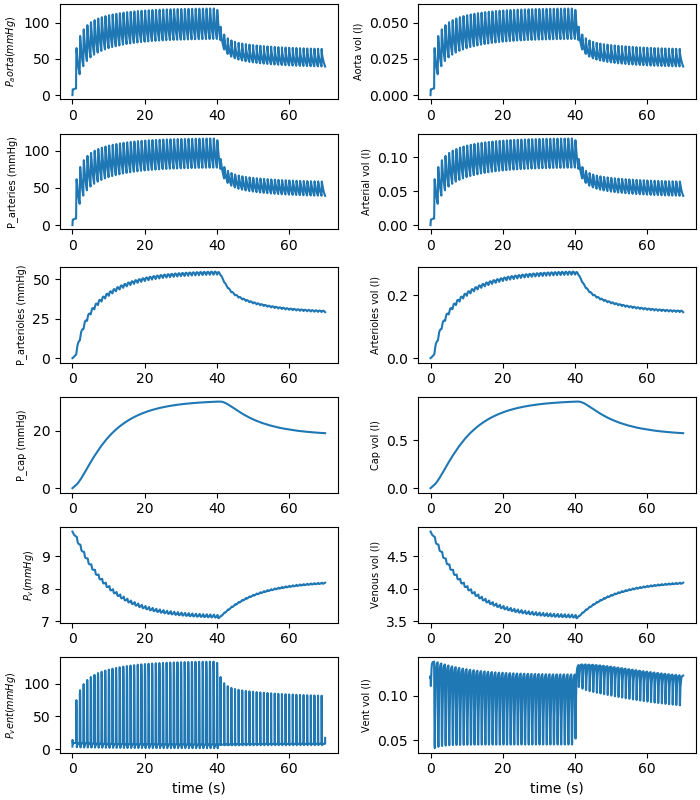 P_aorta(mmHg)
100
50
0
0 20 40 60
Aorta vol (l)
0.050
0.025
0.000
0 20 40 60
P_arteries (mmHg)
100
50
0
0 20 40 60
Arterial vol (l)
0.10
0.05
0.00
0 20 40 60
P_arterioles (mmHg)
50
25
0
0 20 40 60
Arterioles vol (l)
0.2
0.0
0 20 40 60
P_cap (mmHg)
20
0
0 20 40 60
Cap vol (l)
0.5
0.0
0 20 40 60
P_v(mmHg)
9
8
7
0 20 40 60
Venous vol (l)
4.5
4.0
3.5
0 20 40 60
P_vent(mmHg)
100
50
0
0 20 40 60
time (s)
Vent vol (l)
0.10
0.05
0 20 40 60
time (s)